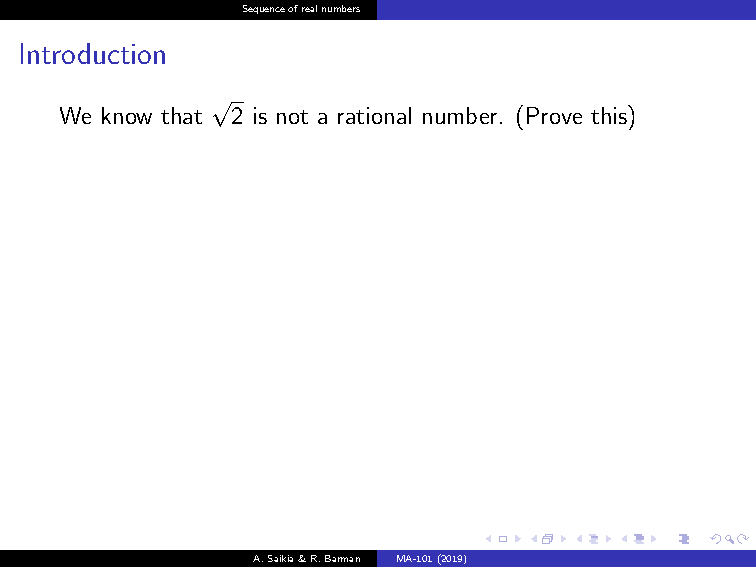 Sequence of real numbers
Introduction
We know that √2 is not a rational number. (Prove this)
A. Saikia & R. Barman
MA-101 (2019)